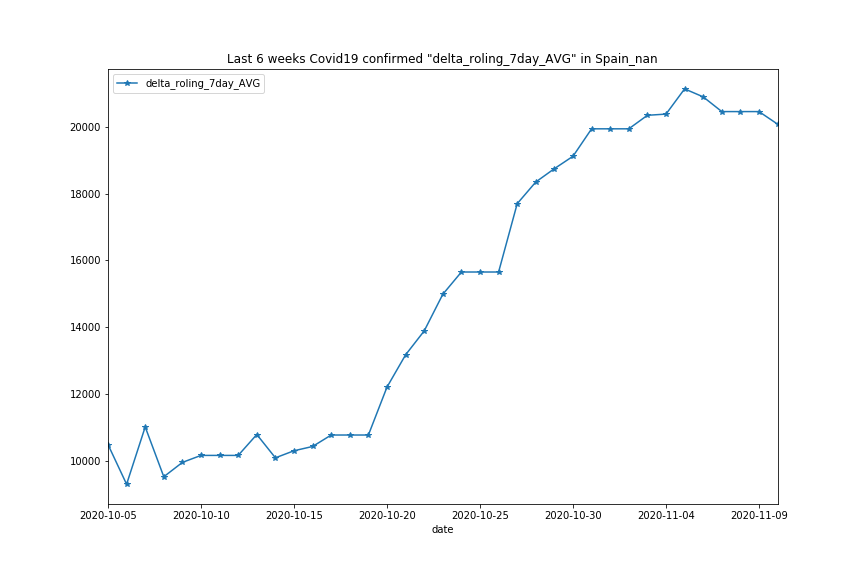 Last 6 weeks Covid19 confirmed "delta_roling_7day_AVG" in Spain_nan
delta_roling_7day_AVG
20000
18000
16000
14000
12000
10000
2020-10-05 2020-10-10 2020-10-15 2020-10-20 2020-10-25 2020-10-30 2020-11-04 2020-11-09
date